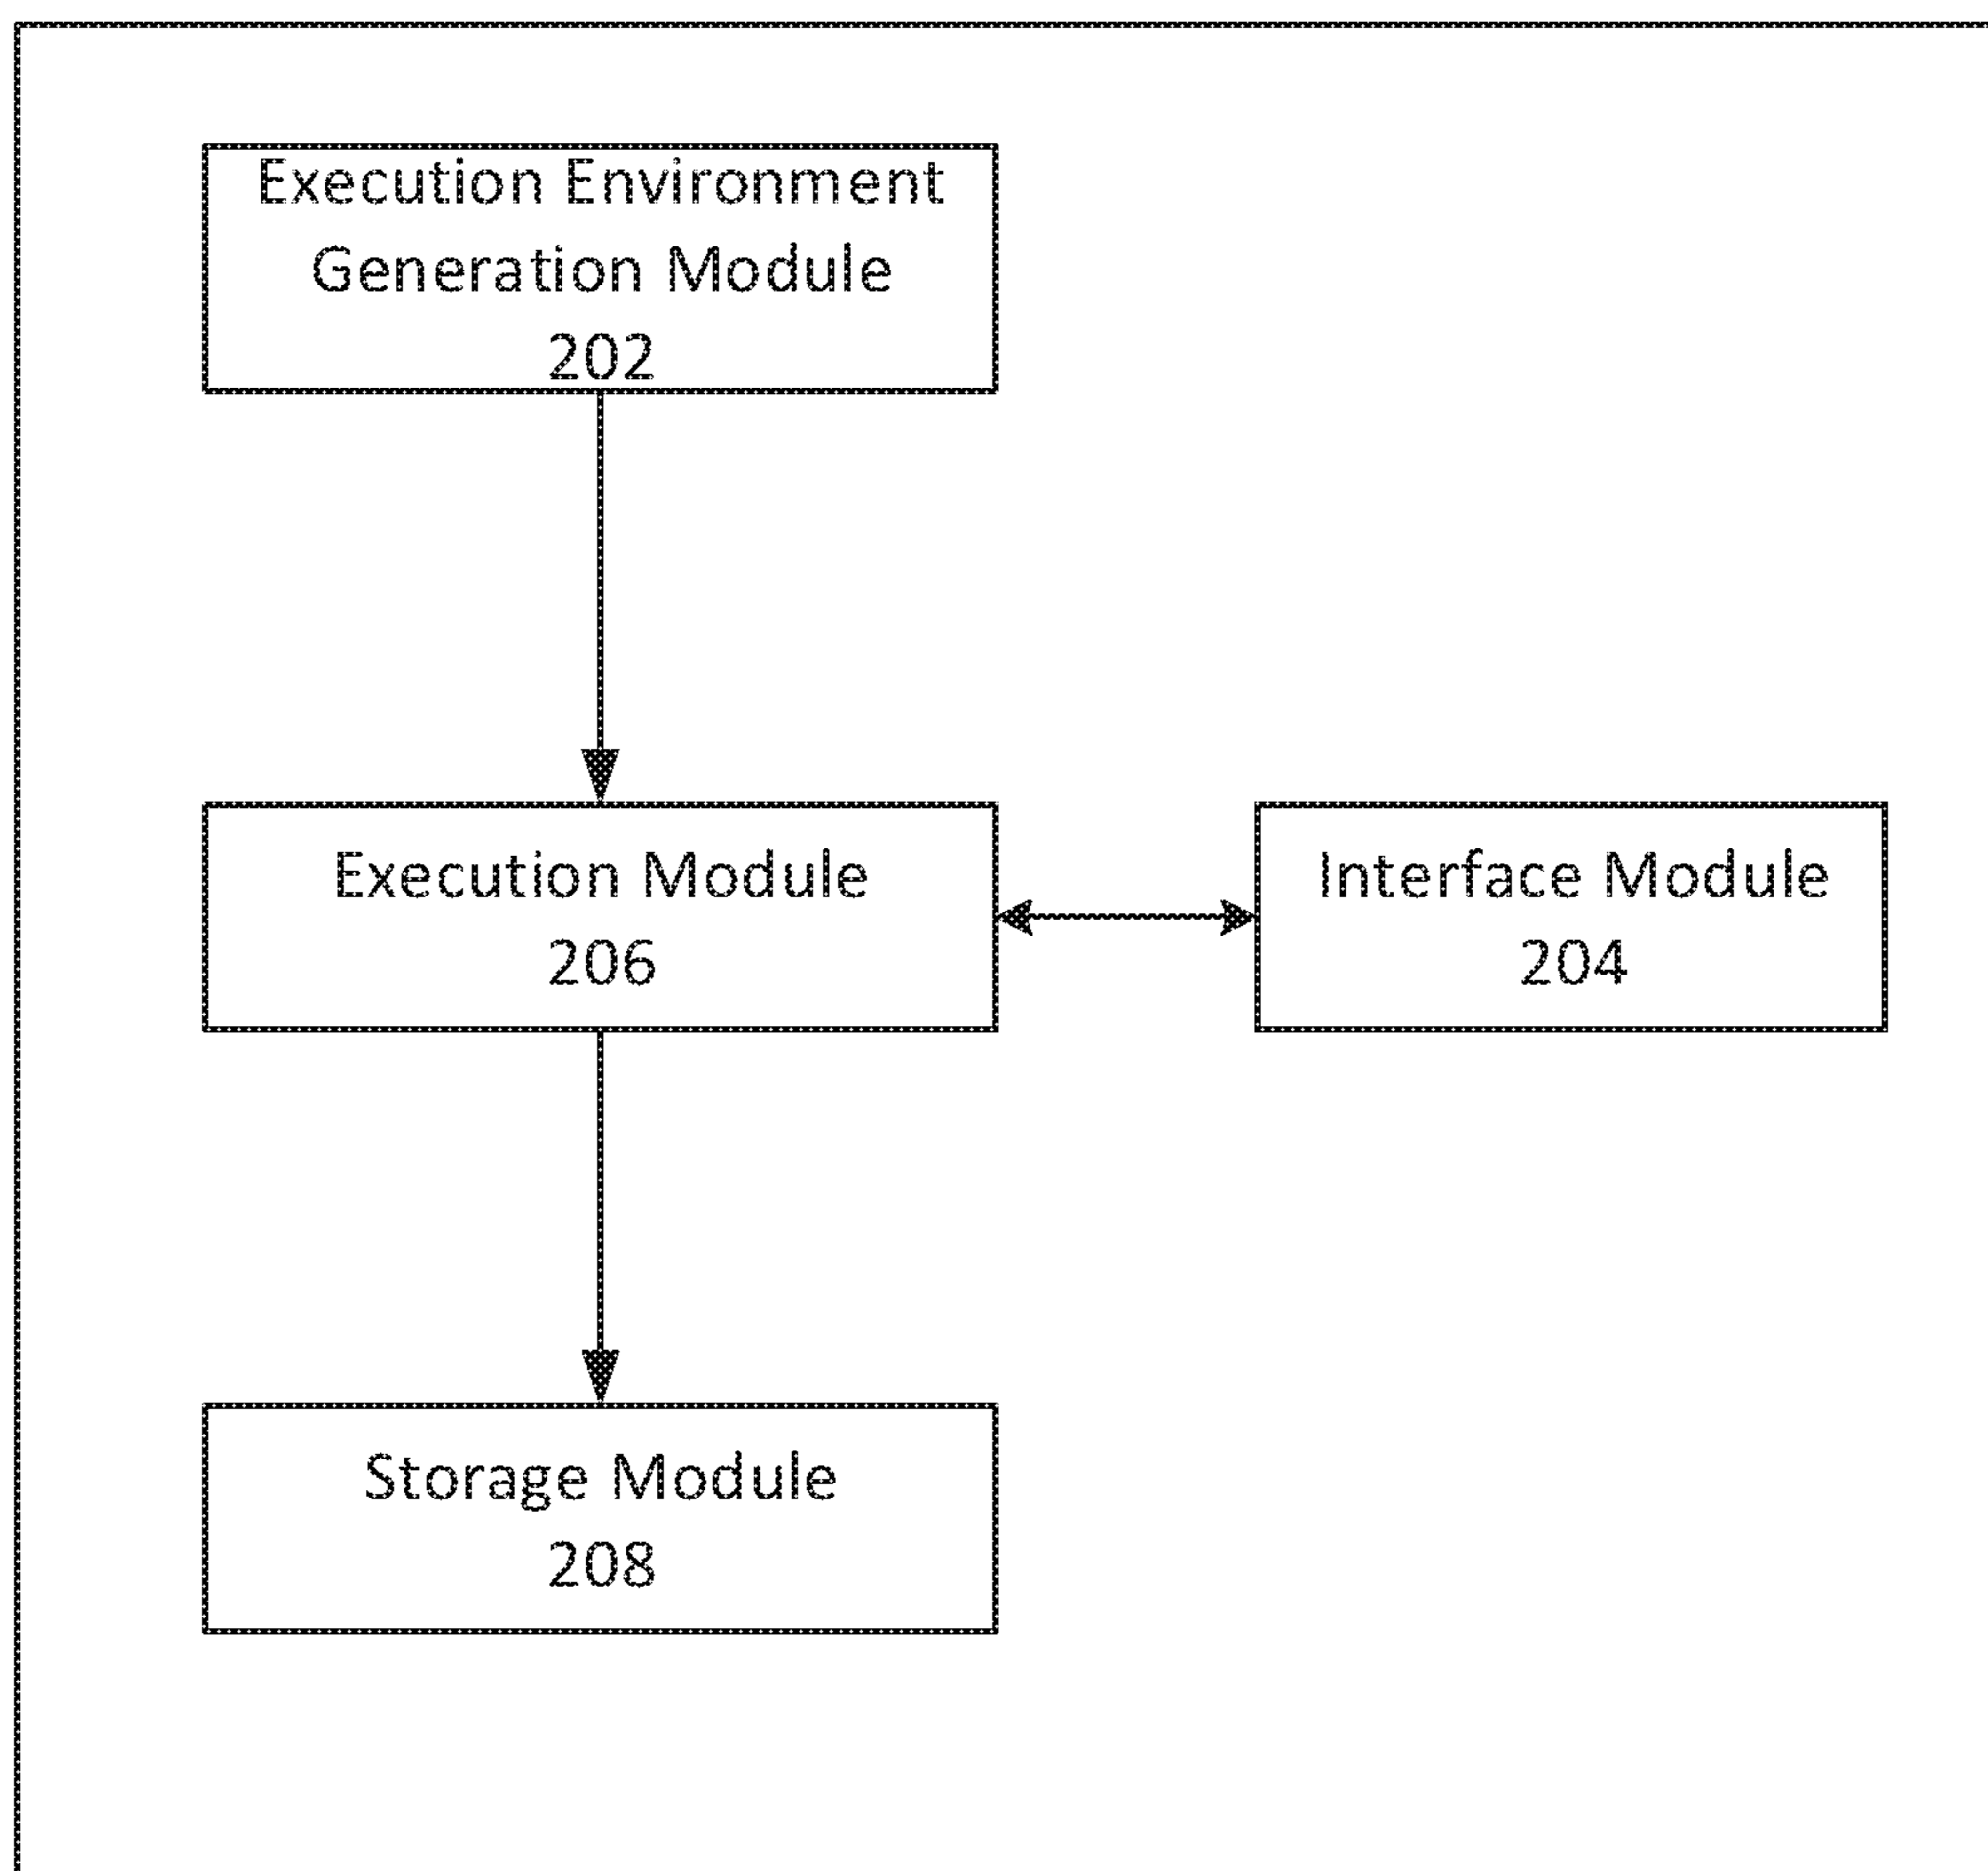 Execution Environment
Generation Module
202
Execution Module
206
Interface Module
204
Storage Module
208